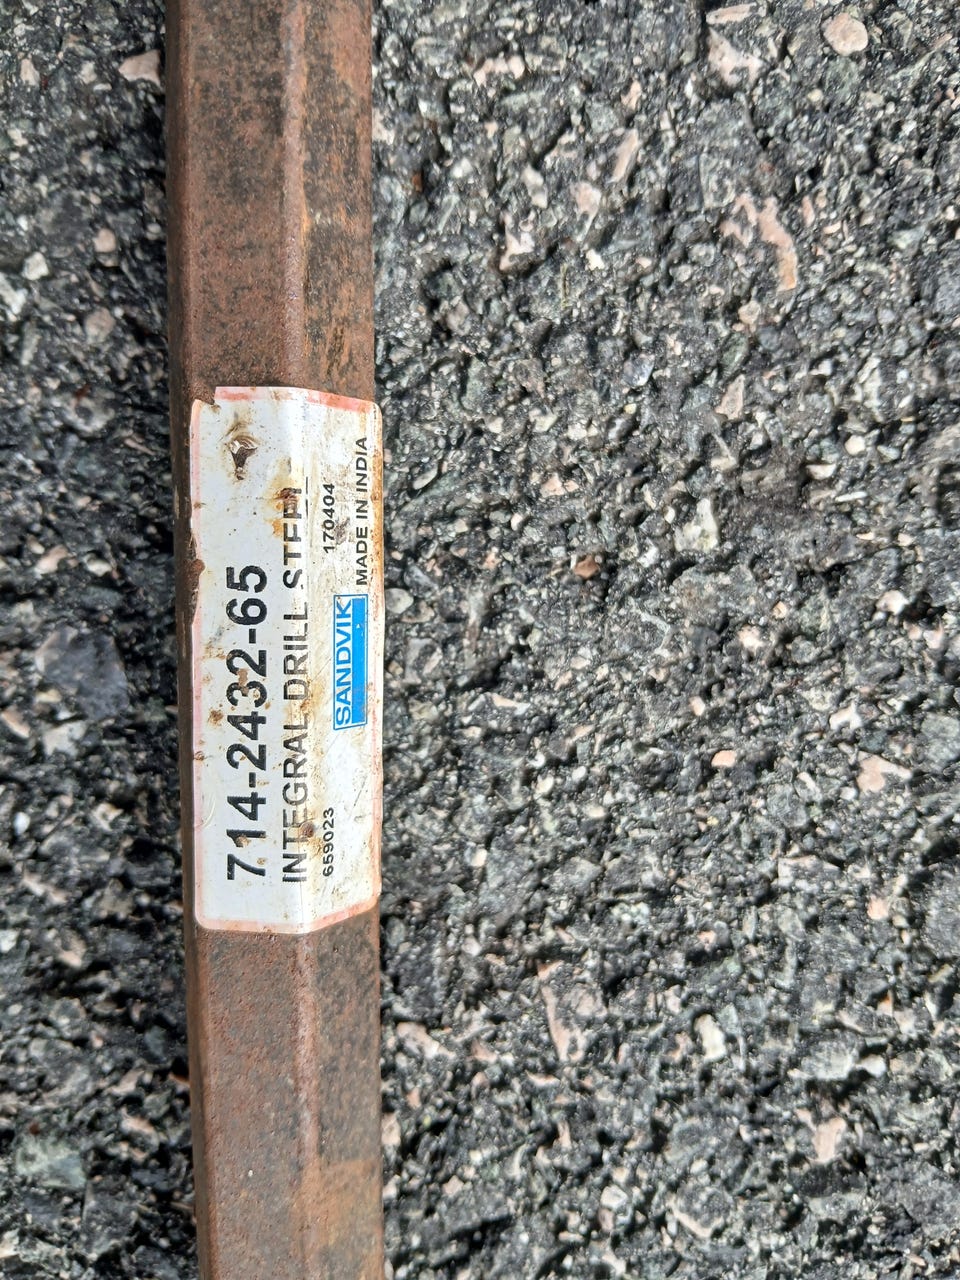 714-2432-65
INTEGRAL DRILL STEEL
659023
170404
SANDVIK
MADE IN INDIA